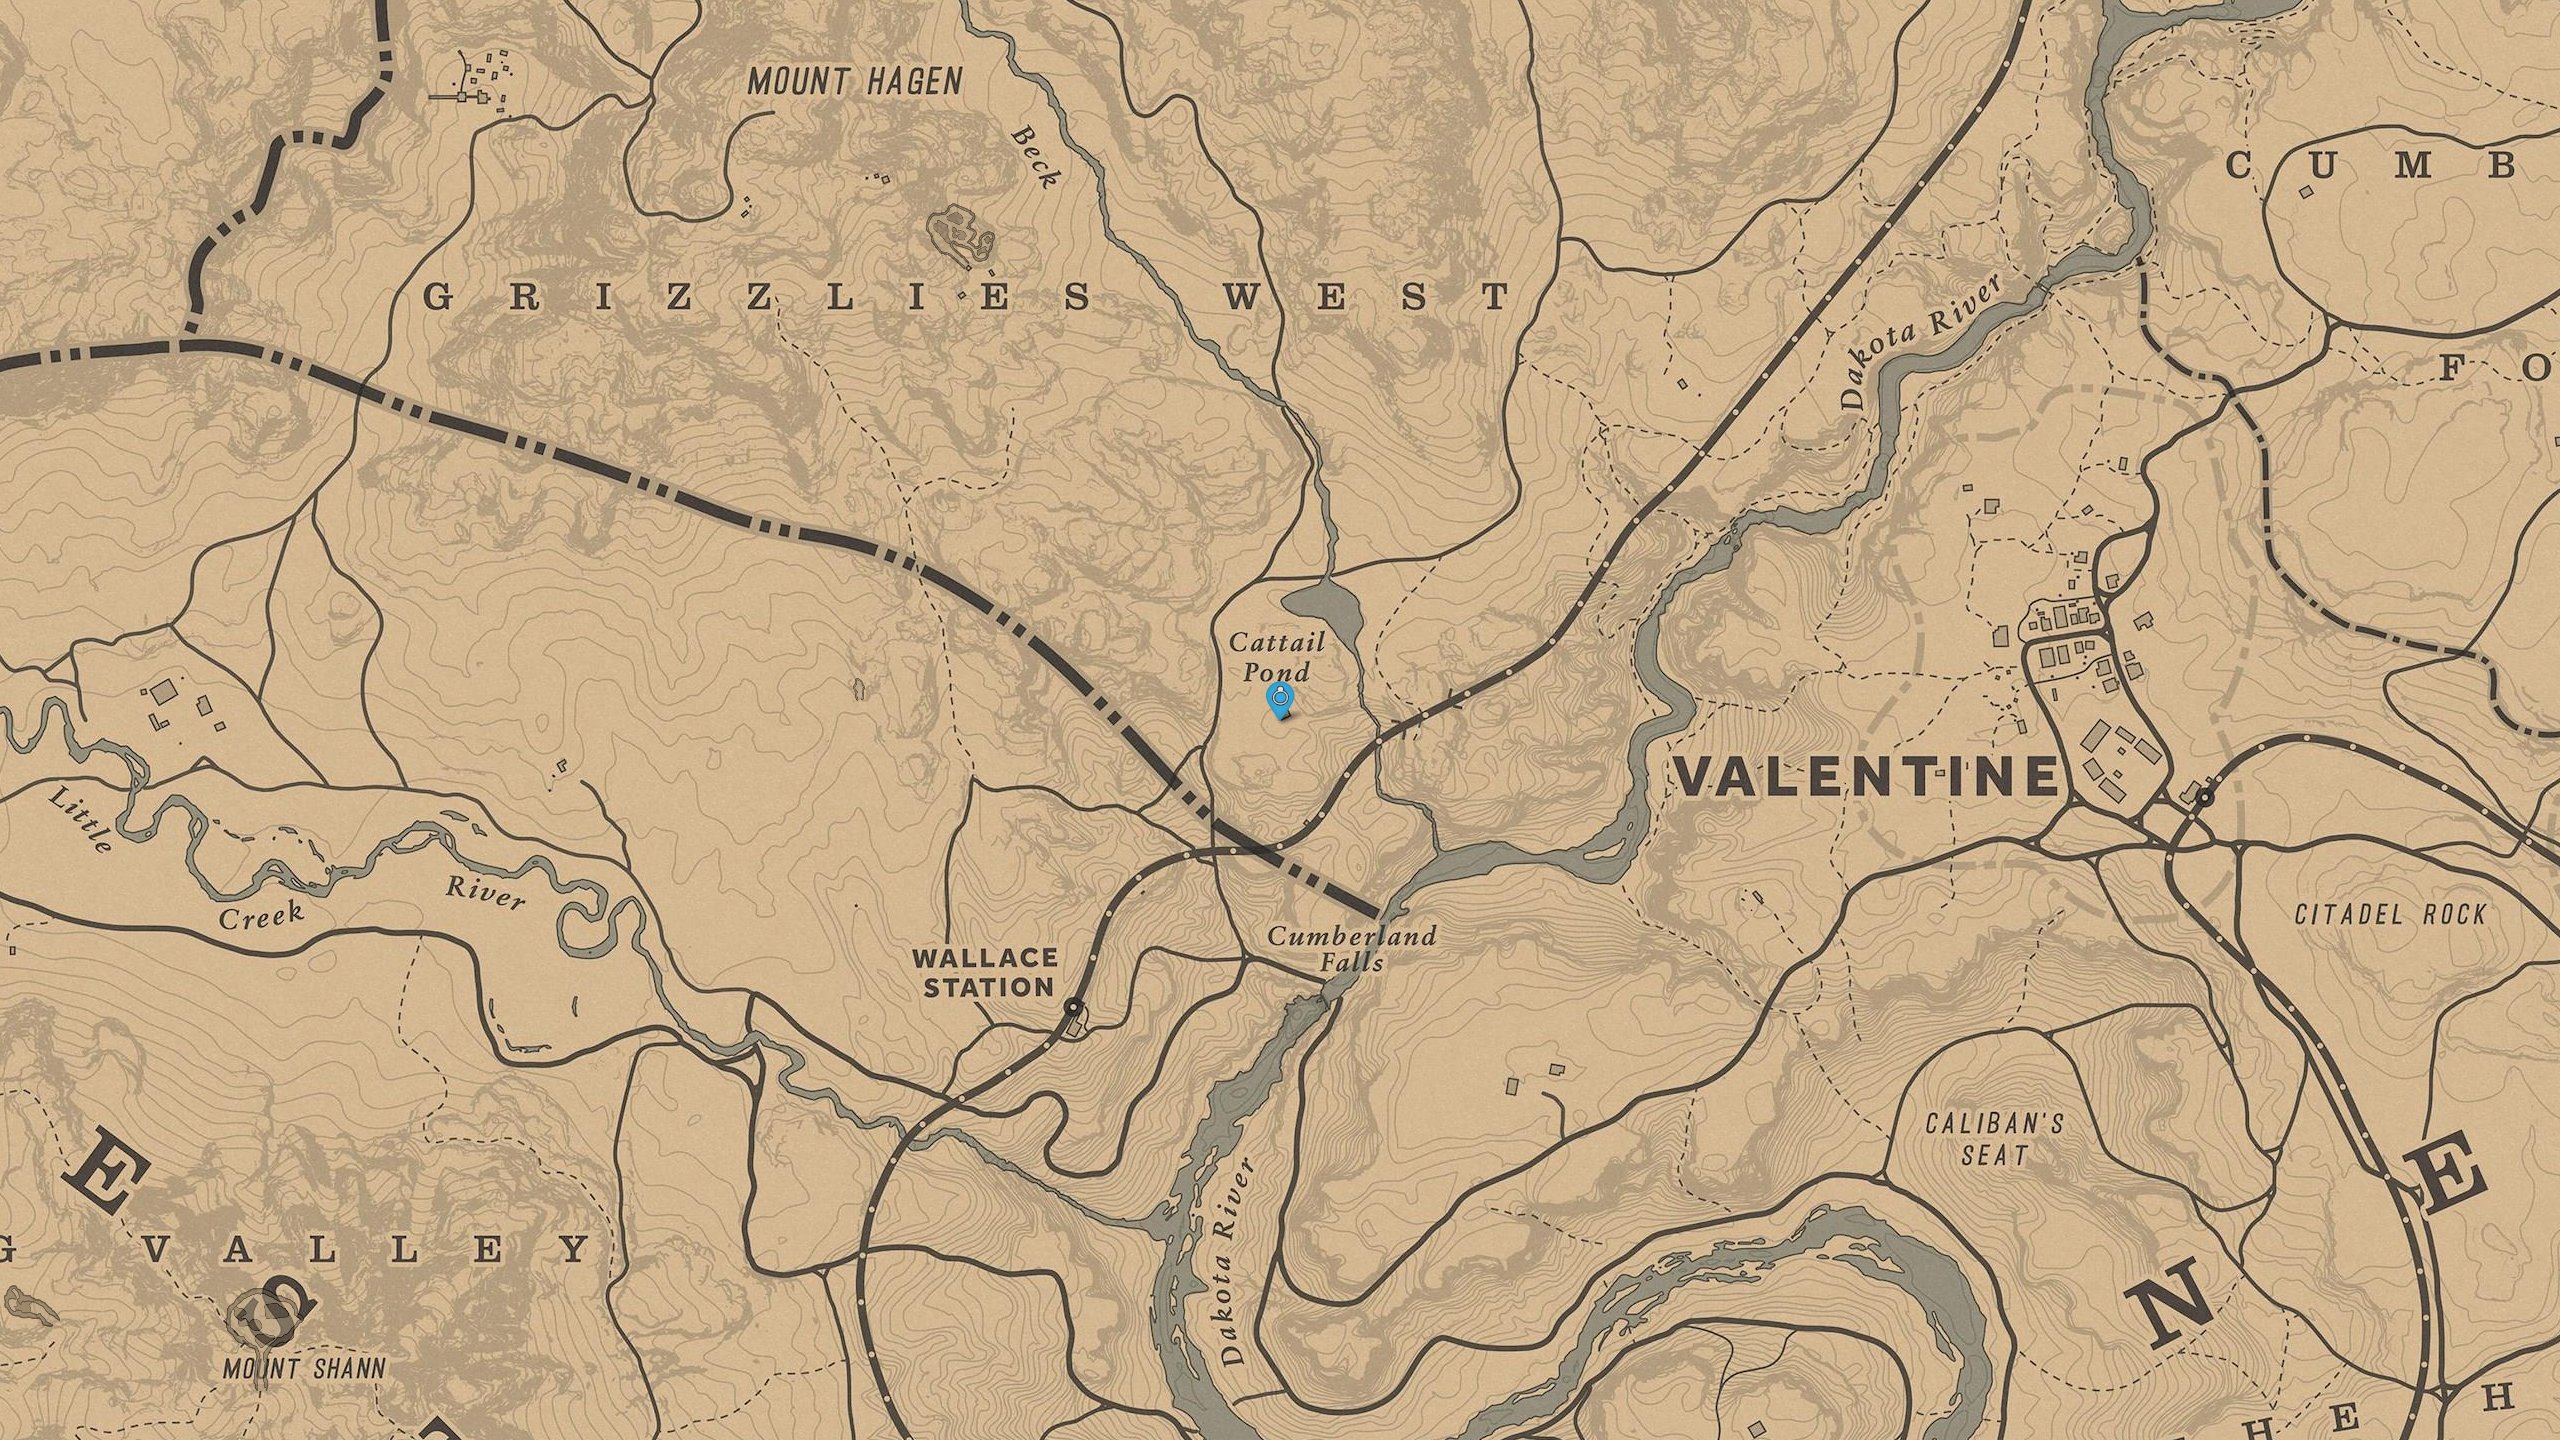 MOUNT HAGEN
Beck
CUMB
GRIZZLIES WEST
Dakota River
FO
Cattail
Pond
VALENTINE
Little
Creek
River
CITADEL ROCK
WALLACE
STATION
Cumberland
Falls
CALIBAN'S
SEAT
E
E
G VALLEY
Dakota River
N
MOUNT SHANN
H E H